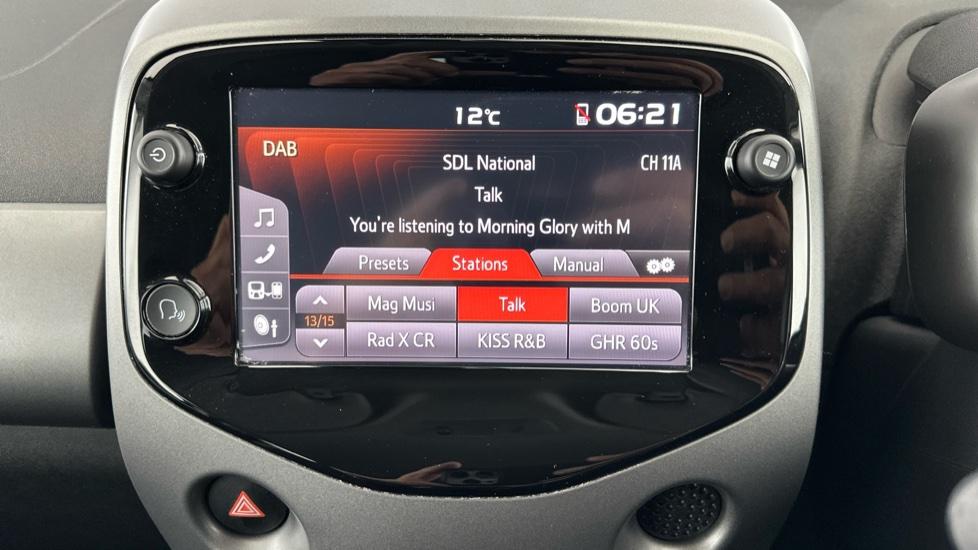 12°C 06:21
DAB
SDL National CH 11A
Talk
You're listening to Morning Glory with M
Presets Stations Manual
Mag Musi Talk Boom UK
13/15
Rad X CR KISS R&B GHR 60s